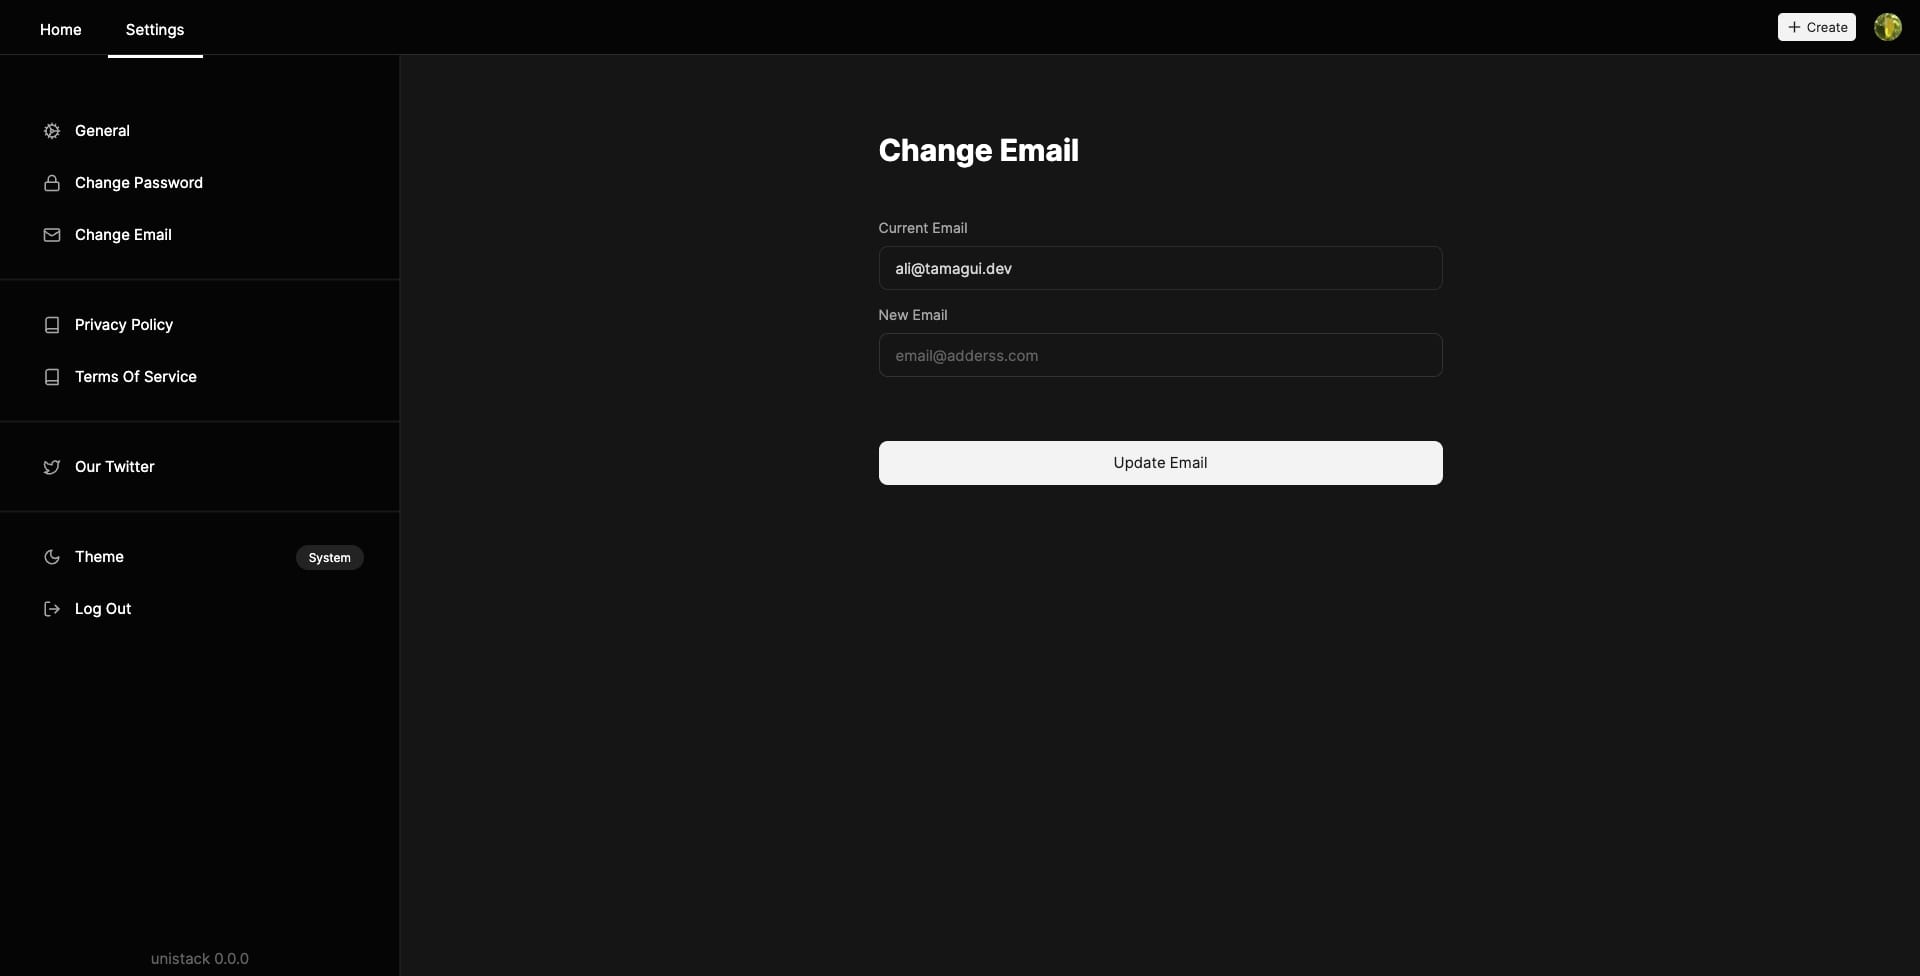 Home
Settings
Create
General
Change Password
Change Email
Privacy Policy
Terms Of Service
Our Twitter
Theme
System
Log Out
unistack 0.0.0
Change Email
Current Email
ali@tamagui.dev
New Email
email@adderss.com
Update Email